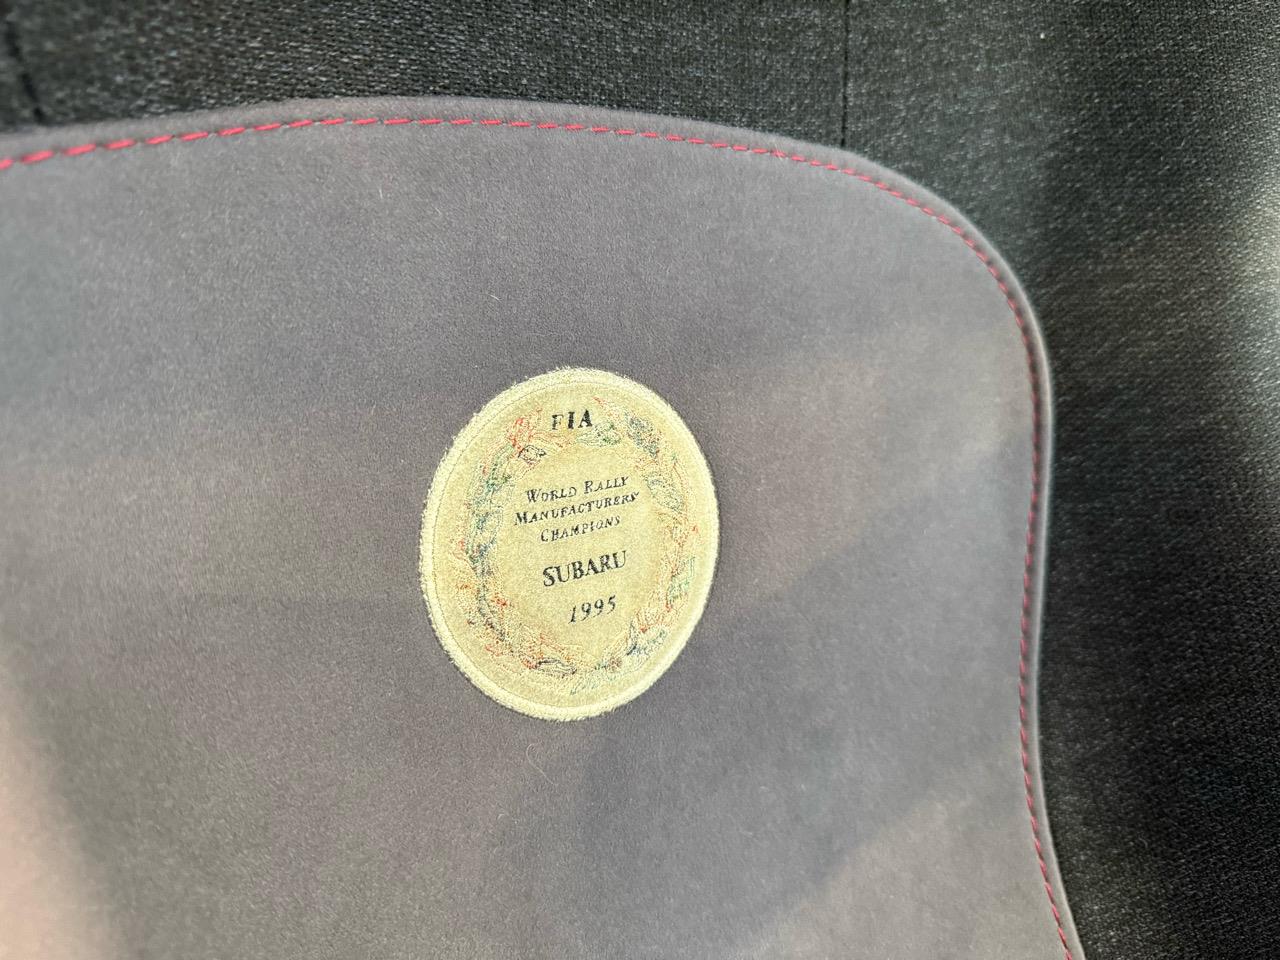 FIA
WORLD RALLY
MANUFACTURERS'
CHAMPIONS
SUBARU
1995